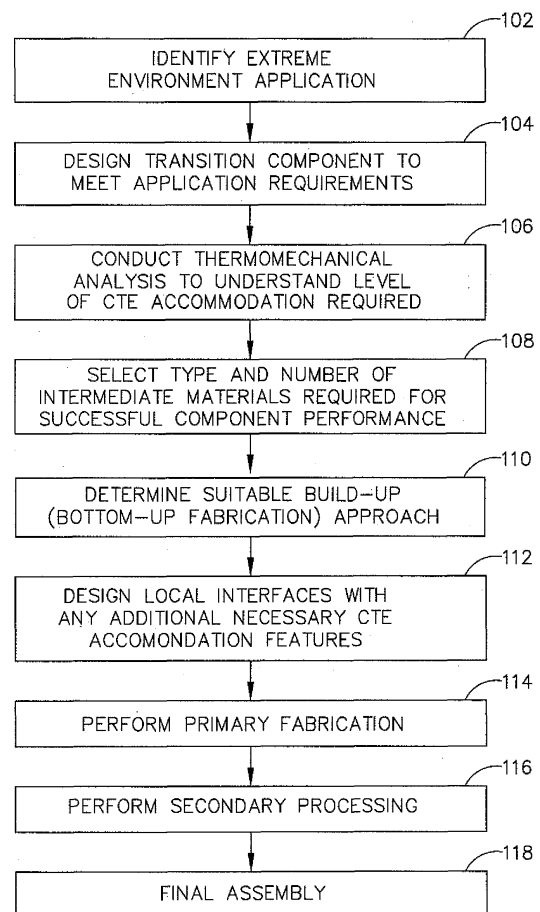 102
IDENTIFY EXTREME
ENVIRONMENT APPLICATION
104
DESIGN TRANSITION COMPONENT TO
MEET APPLICATION REQUIREMENTS
106
CONDUCT THERMOMECHANICAL
ANALYSIS TO UNDERSTAND LEVEL
OF CTE ACCOMMODATION REQUIRED
108
SELECT TYPE AND NUMBER OF
INTERMEDIATE MATERIALS REQUIRED FOR
SUCCESSFUL COMPONENT PERFORMANCE
110
DETERMINE SUITABLE BUILD-UP
(BOTTOM-UP FABRICATION) APPROACH
112
DESIGN LOCAL INTERFACES WITH
ANY ADDITIONAL NECESSARY CTE
ACCOMONDATION FEATURES
114
PERFORM PRIMARY FABRICATION
116
PERFORM SECONDARY PROCESSING
118
FINAL ASSEMBLY